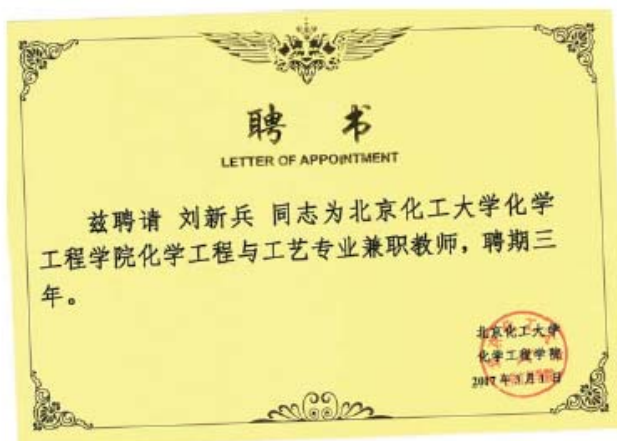 聘 书
LETTER OF APPOINTMENT
兹聘请 刘新兵 同志为北京化工大学化学
工程学院化学工程与工艺专业兼职教师，聘期三
年。
北京化工大学
化学工程学院
2017年3月1日